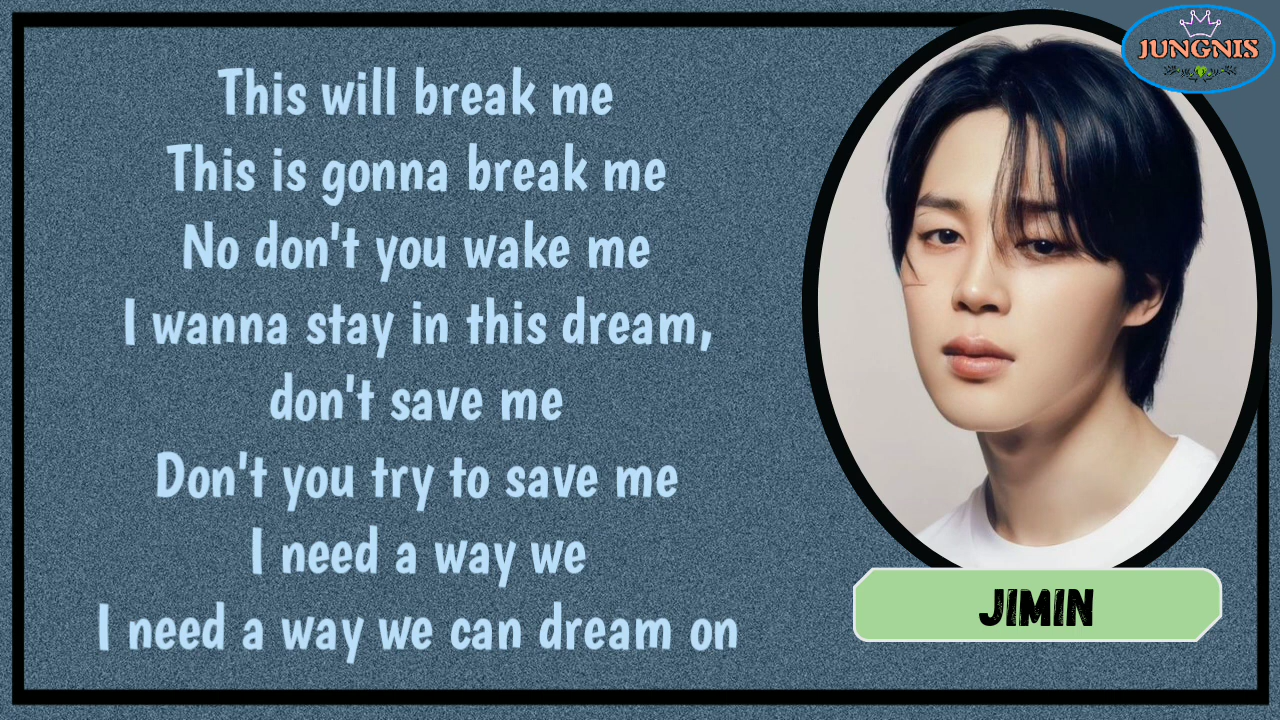 This will break me
This is gonna break me
No don't you wake me
I wanna stay in this dream,
don't save me
Don't you try to save me
I need a way we
I need a way we can dream on
JUNGNIS
JIMIN